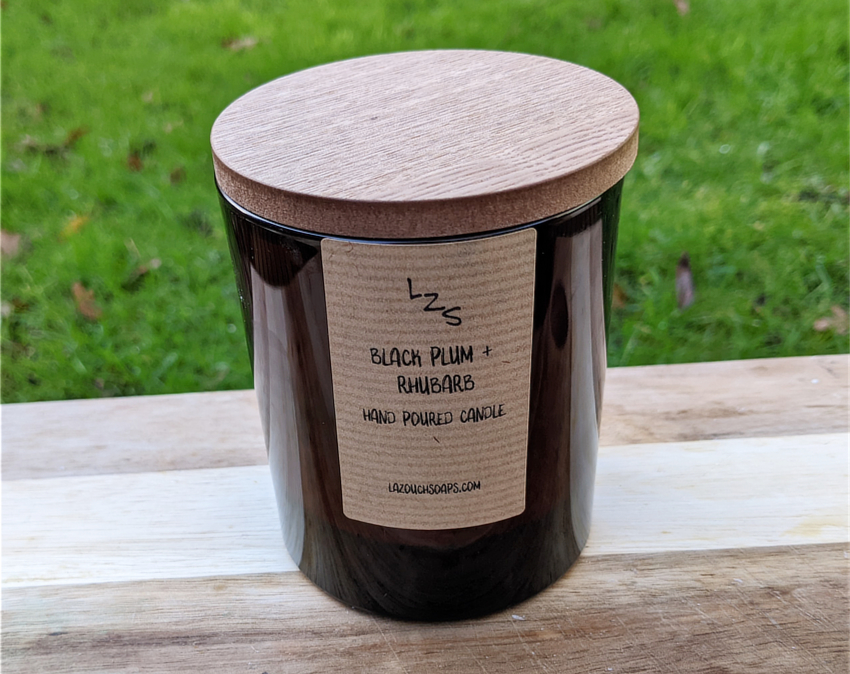 LZS
BLACK PLUM +
RHUBARB
HAND POURED CANDLE
LAZOUCHSOAPS.COM